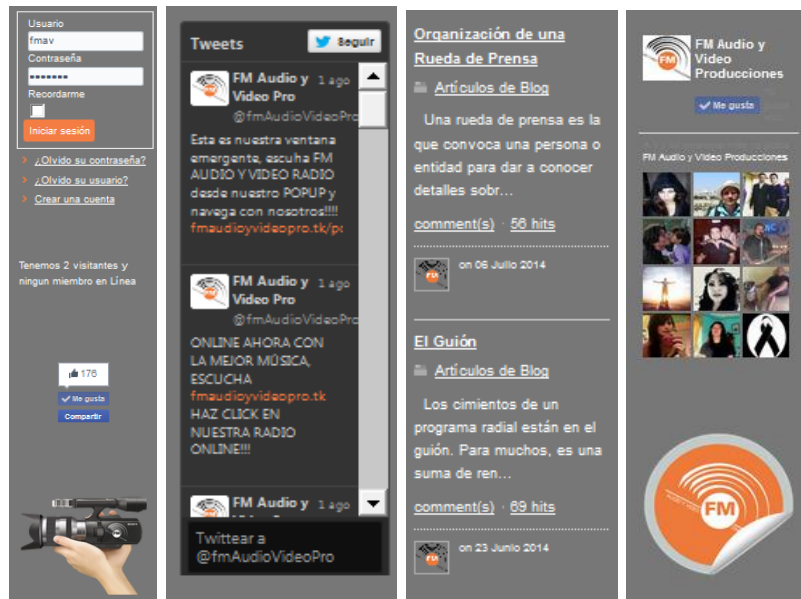 Usuario
fmav
Contraseña
Recordarme
Iniciar sesión
¿Olvido su contraseña?
¿Olvido su usuario?
Crear una cuenta
Tenemos 2 visitantes y
ningun miembro en Línea
176
Me gusta
Compartir
Tweets
Seguir
FM Audio y 1 ago
Video Pro
@fmAudioVideoPro
Esta es nuestra ventana
emergente, escuha FM
AUDIO Y VIDEO RADIO
desde nuestro POPUP y
navega con nosotros!!!!
fmaudioyvideopro.tk/p
FM Audio y 1 ago
Video Pro
@fmAudioVideoPro
ONLINE AHORA CON
LA MEJOR MÚSICA,
ESCUCHA
fmaudioyvideopro.tk
HAZ CLICK EN
NUESTRA RADIO
ONLINE!!!
FM Audio y 1 ago
Twittear a
@fmAudioVideoPro
Organización de una
Rueda de Prensa
Artículos de Blog
Una rueda de prensa es la
que convoca una persona o
entidad para dar a conocer
detalles sobr...
comment(s) · 56 hits
on 06 Julio 2014
El Guión
Artículos de Blog
Los cimientos de un
programa radial están en el
guión. Para muchos, es una
suma de ren...
comment(s) · 69 hits
on 23 Junio 2014
FM Audio y
Video
Producciones
Me gusta
FM Audio y Video Producciones
FM